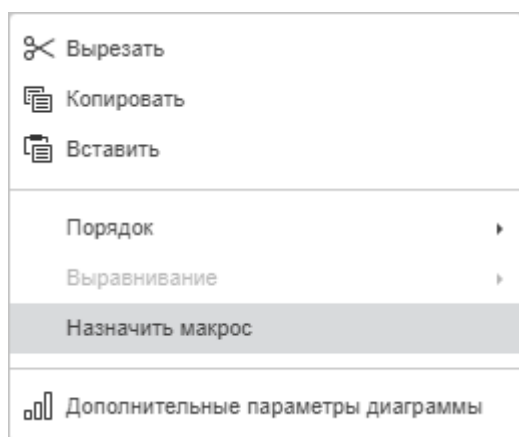 Вырезать
Копировать
Вставить
Порядок
Выравнивание
Назначить макрос
Дополнительные параметры диаграммы